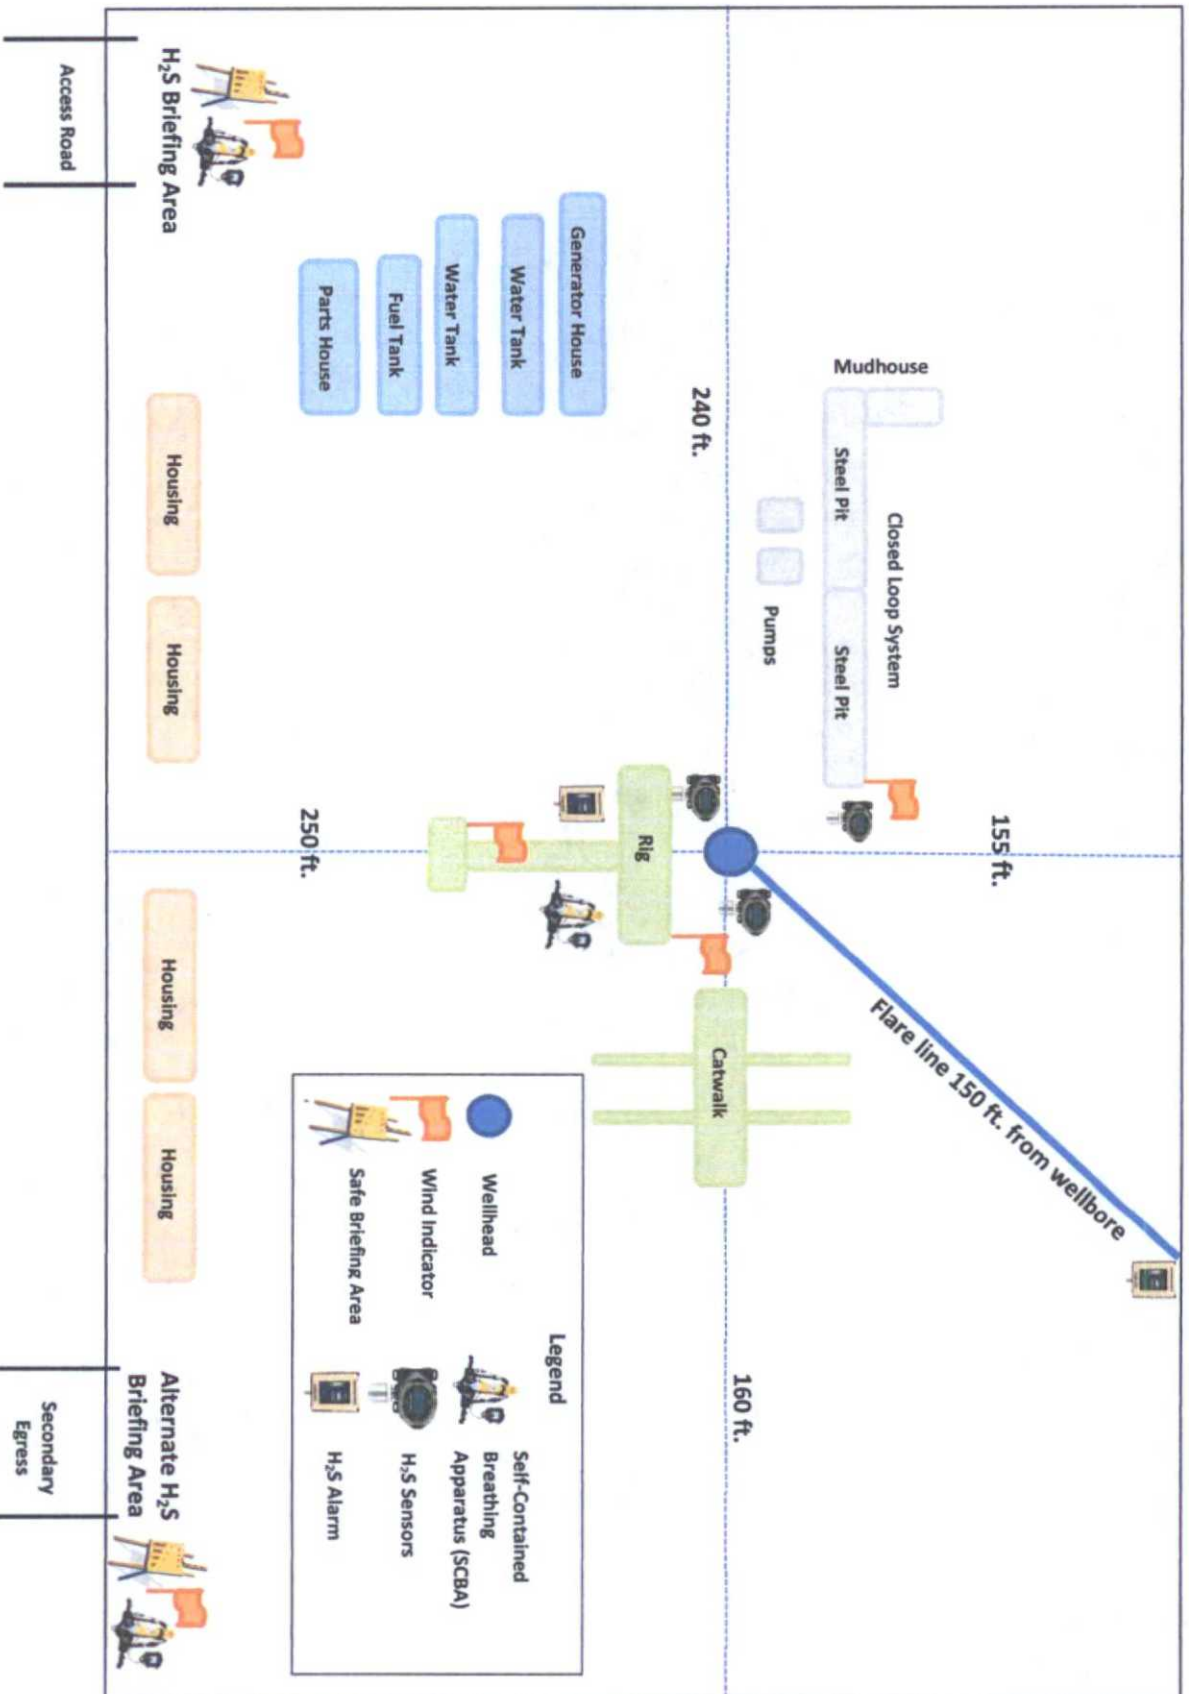 155 ft.
Flare line 150 ft. from wellbore
Closed Loop System
Mudhouse
Steel Pit
Steel Pit
Pumps
240 ft.
160 ft.
Catwalk
Rig
Generator House
Water Tank
Water Tank
Fuel Tank
Parts House
250 ft.
Legend
Wellhead
Wind Indicator
Safe Briefing Area
Self-Contained
Breathing
Apparatus (SCBA)
H₂S Sensors
H₂S Alarm
H₂S Briefing Area
Housing
Housing
Housing
Housing
Alternate H₂S
Briefing Area
Access Road
Secondary
Egress